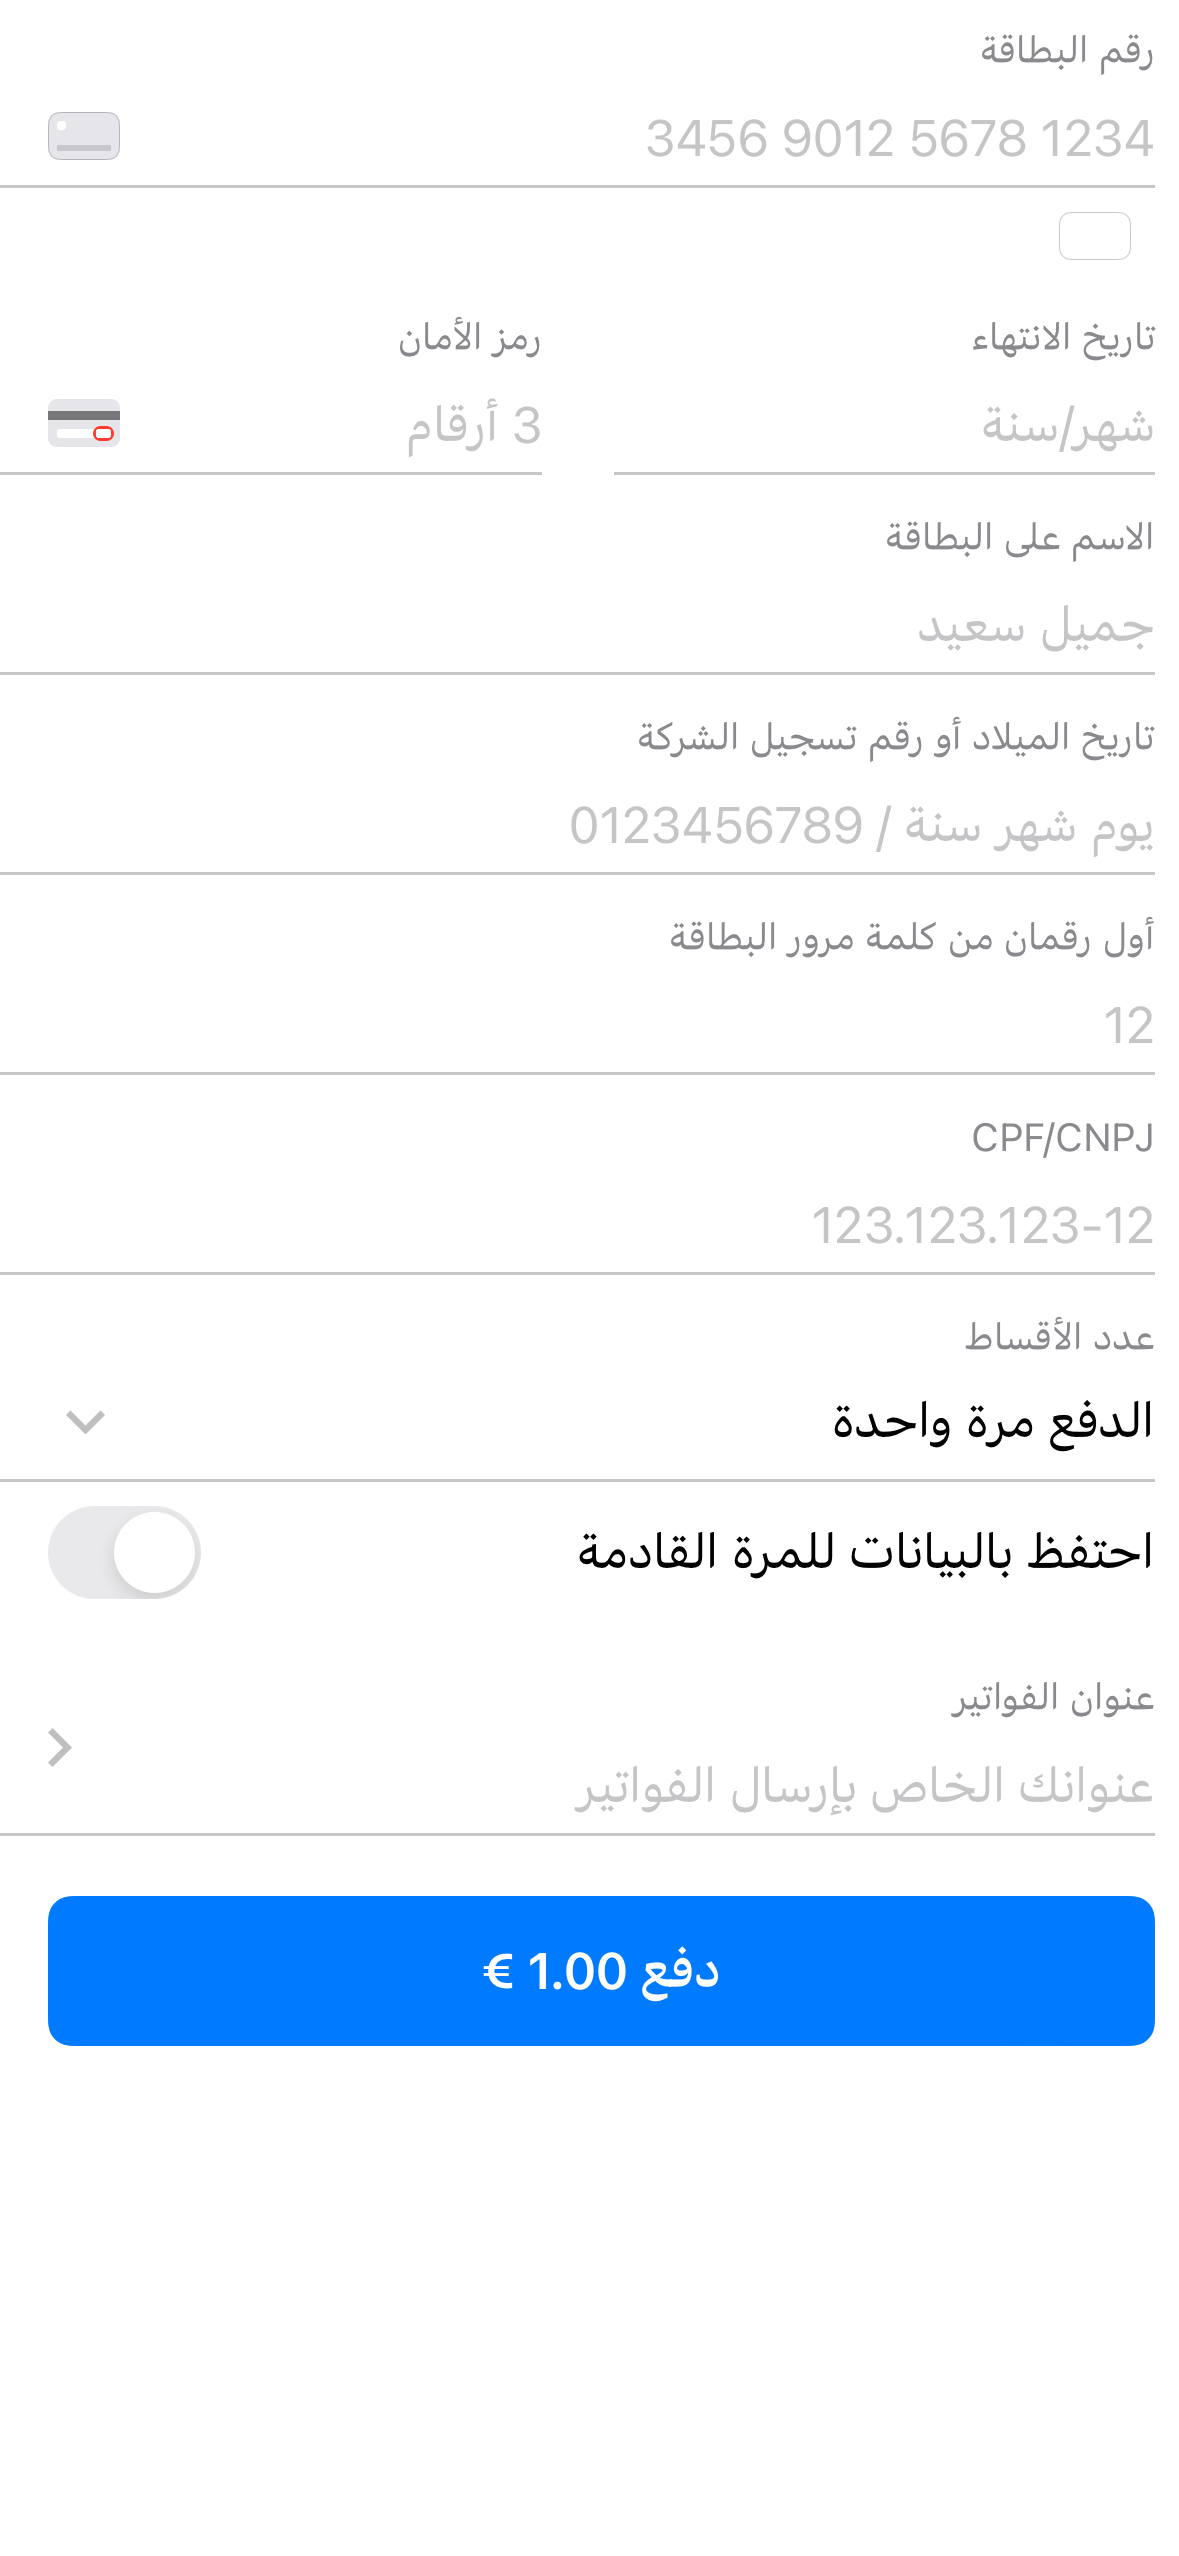 رقم البطاقة
1234 5678 9012 3456
تاريخ الانتهاء
شهر/سنة
رمز الأمان
3 أرقام
الاسم على البطاقة
جميل سعيد
تاريخ الميلاد أو رقم تسجيل الشركة
يوم شهر سنة / 0123456789
أول رقمان من كلمة مرور البطاقة
12
CPF/CNPJ
123.123.123-12
عدد الأقساط
الدفع مرة واحدة
احتفظ بالبيانات للمرة القادمة
عنوان الفواتير
عنوانك الخاص بإرسال الفواتير
دفع 1.00 €